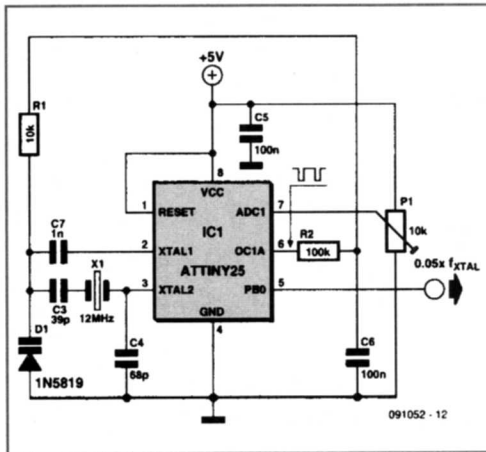 +5V
R1
10k
C5
100n
8
VCC
1
RESET
ADC1
7
P1
10k
C7
1n
IC1
R2
2
XTAL1
OC1A
6
100k
X1
ATTINY25
0.05x fXTAL
3
XTAL2
PB0
5
C3
39p
12MHz
GND
D1
C4
4
C6
68p
100n
1N5819
091052 - 12